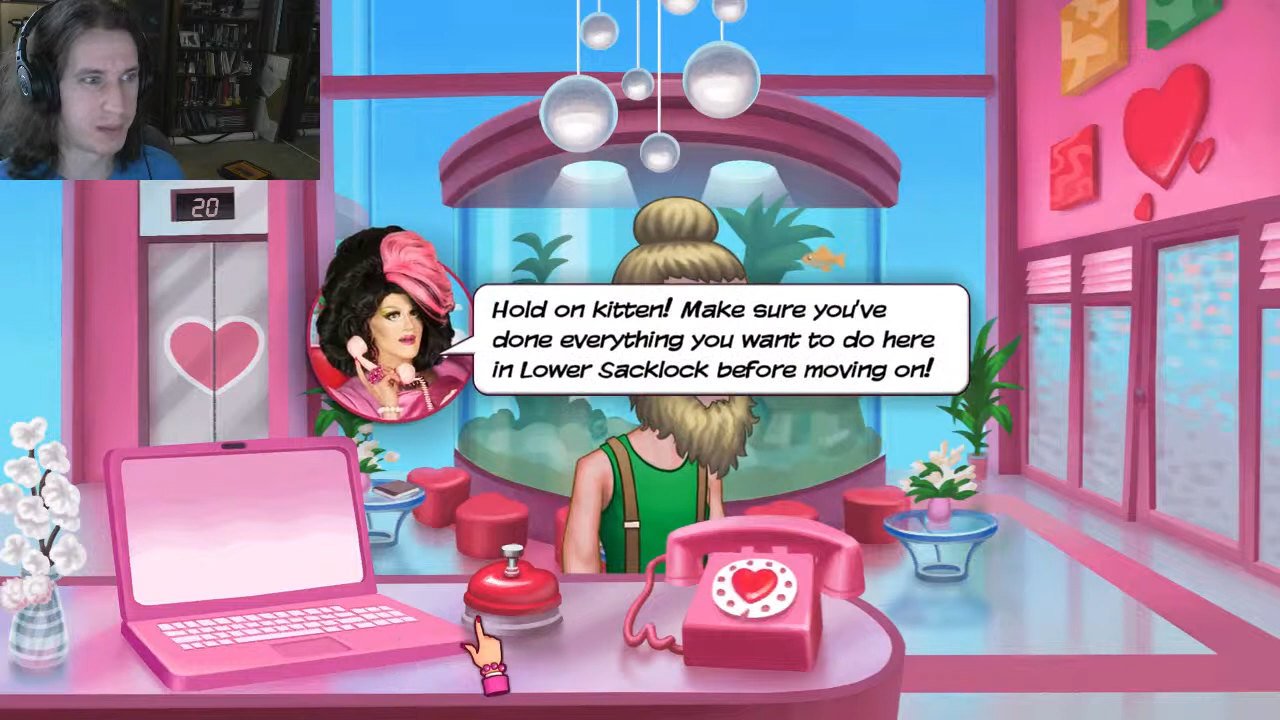 20
Hold on kitten! Make sure you've
done everything you want to do here
in Lower Sacklock before moving on!